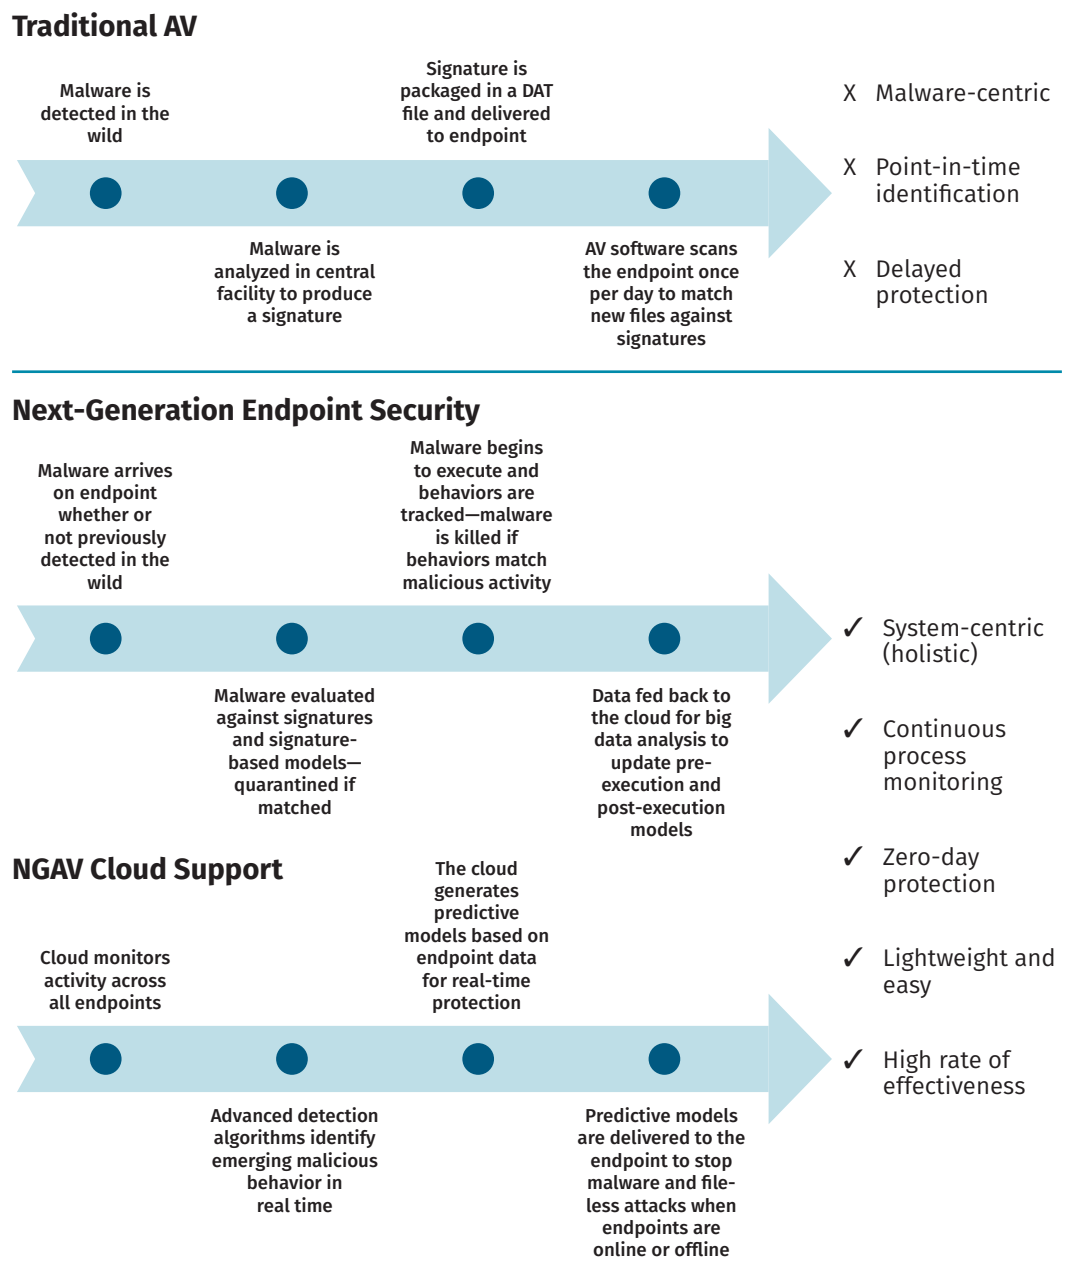 Traditional AV
Malware is
detected in the
wild
Malware is
analyzed in central
facility to produce
a signature
Signature is
packaged in a DAT
file and delivered
to endpoint
AV software scans
the endpoint once
per day to match
new files against
signatures
X Malware-centric
X Point-in-time
identification
X Delayed
protection
Next-Generation Endpoint Security
Malware arrives
on endpoint
whether or
not previously
detected in the
wild
Malware evaluated
against signatures
and signature-
based models—
quarantined if
matched
Malware begins
to execute and
behaviors are
tracked—malware
is killed if
behaviors match
malicious activity
Data fed back to
the cloud for big
data analysis to
update pre-
execution and
post-execution
models
NGAV Cloud Support
Cloud monitors
activity across
all endpoints
Advanced detection
algorithms identify
emerging malicious
behavior in
real time
The cloud
generates
predictive
models based on
endpoint data
for real-time
protection
Predictive models
are delivered to the
endpoint to stop
malware and file-
less attacks when
endpoints are
online or offline
✓ System-centric
(holistic)
✓ Continuous
process
monitoring
✓ Zero-day
protection
✓ Lightweight and
easy
✓ High rate of
effectiveness